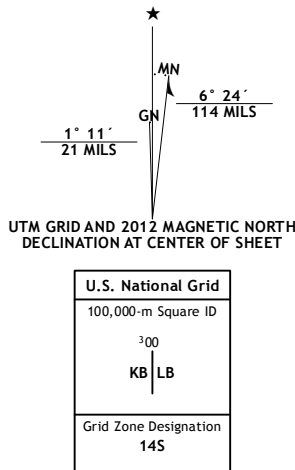 ★
MN
GN
6° 24´
114 MILS
1° 11´
21 MILS
UTM GRID AND 2012 MAGNETIC NORTH
DECLINATION AT CENTER OF SHEET
U.S. National Grid
100,000-m Square ID
³00
KB LB
Grid Zone Designation
14S